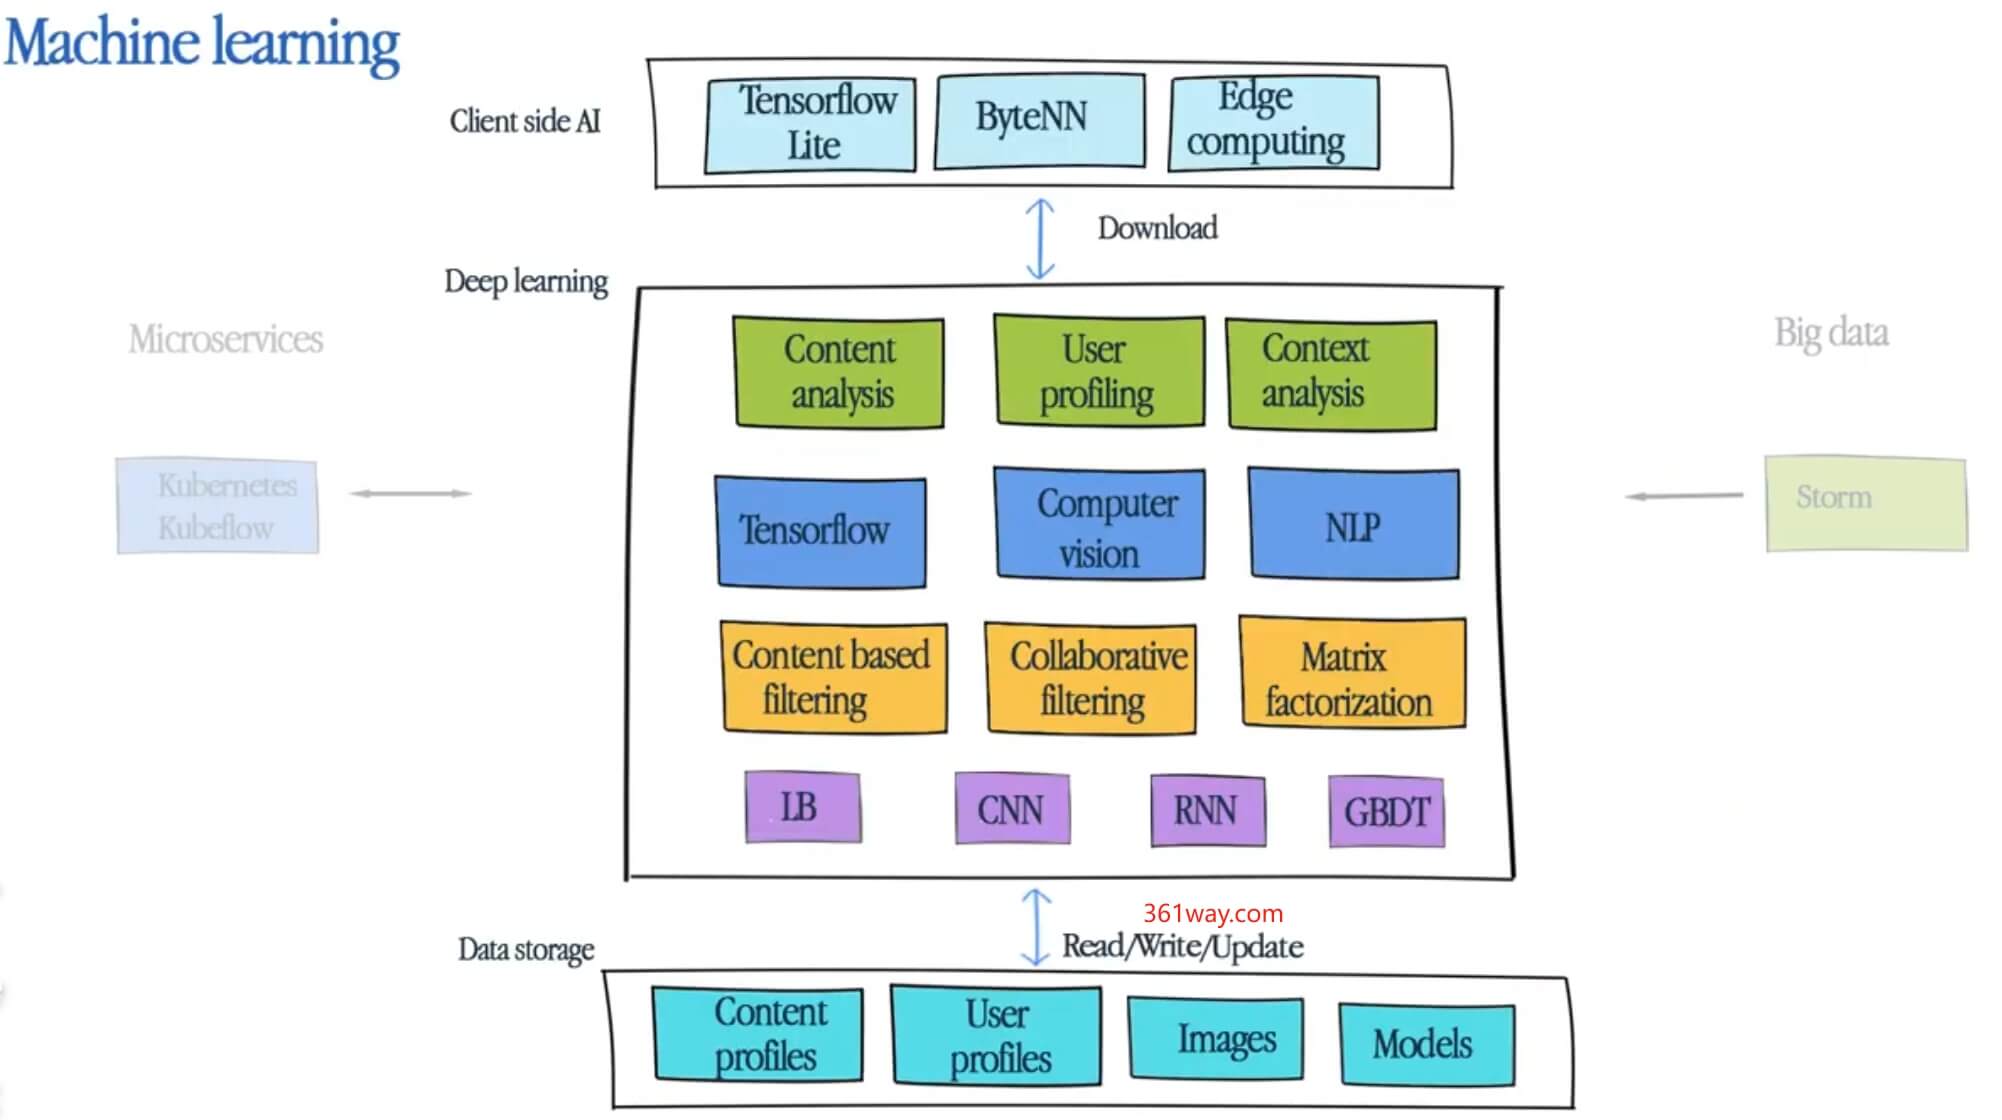 Machine learning
Client side AI
Tensorflow
Lite
ByteNN
Edge
computing
Download
Deep learning
Microservices
Big data
Content
analysis
User
profiling
Context
analysis
Kubernetes
Kubeflow
Tensorflow
Computer
vision
NLP
Storm
Content based
filtering
Collaborative
filtering
Matrix
factorization
LB
CNN
RNN
GBDT
361way.com
Read/Write/Update
Data storage
Content
profiles
User
profiles
Images
Models